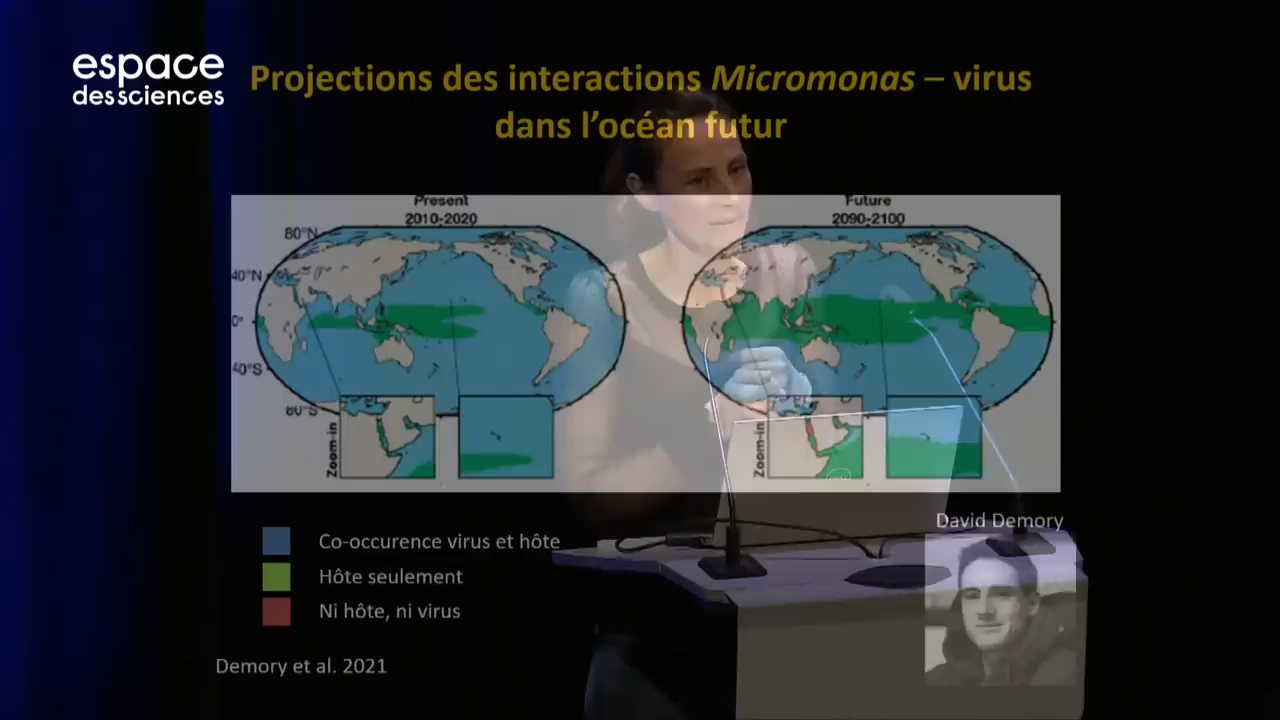 espace
des sciences
Projections des interactions Micromonas – virus
dans l'océan futur
Present
2010-2020
Future
2090-2100
80°N
40°N
0°
40°S
80°S
Zoom-in
Zoom-in
David Demory
Co-occurence virus et hôte
Hôte seulement
Ni hôte, ni virus
Demory et al. 2021